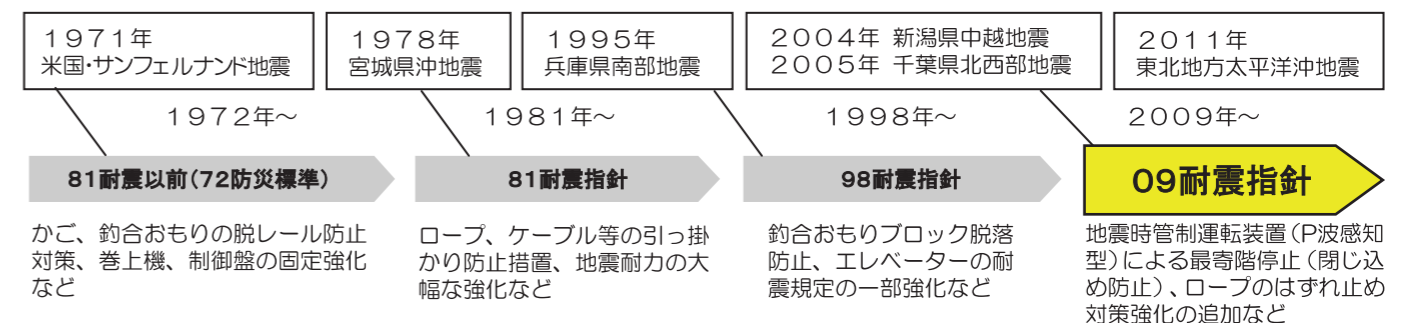 1971年
米国・サンフェルナンド地震
1978年
宮城県沖地震
1995年
兵庫県南部地震
2004年 新潟県中越地震
2005年 千葉県北西部地震
2011年
東北地方太平洋沖地震
1972年～
1981年～
1998年～
2009年～
81耐震以前（72防災標準）
81耐震指針
98耐震指針
09耐震指針
かご、釣合おもりの脱レール防止
対策、巻上機、制御盤の固定強化
など
ロープ、ケーブル等の引っ掛
かり防止措置、地震耐力の大
幅な強化など
釣合おもりブロック脱落
防止、エレベーターの耐
震規定の一部強化など
地震時管制運転装置（P波感知
型）による最寄階停止（閉じ込
め防止）、ロープのはずれ止め
対策強化の追加など